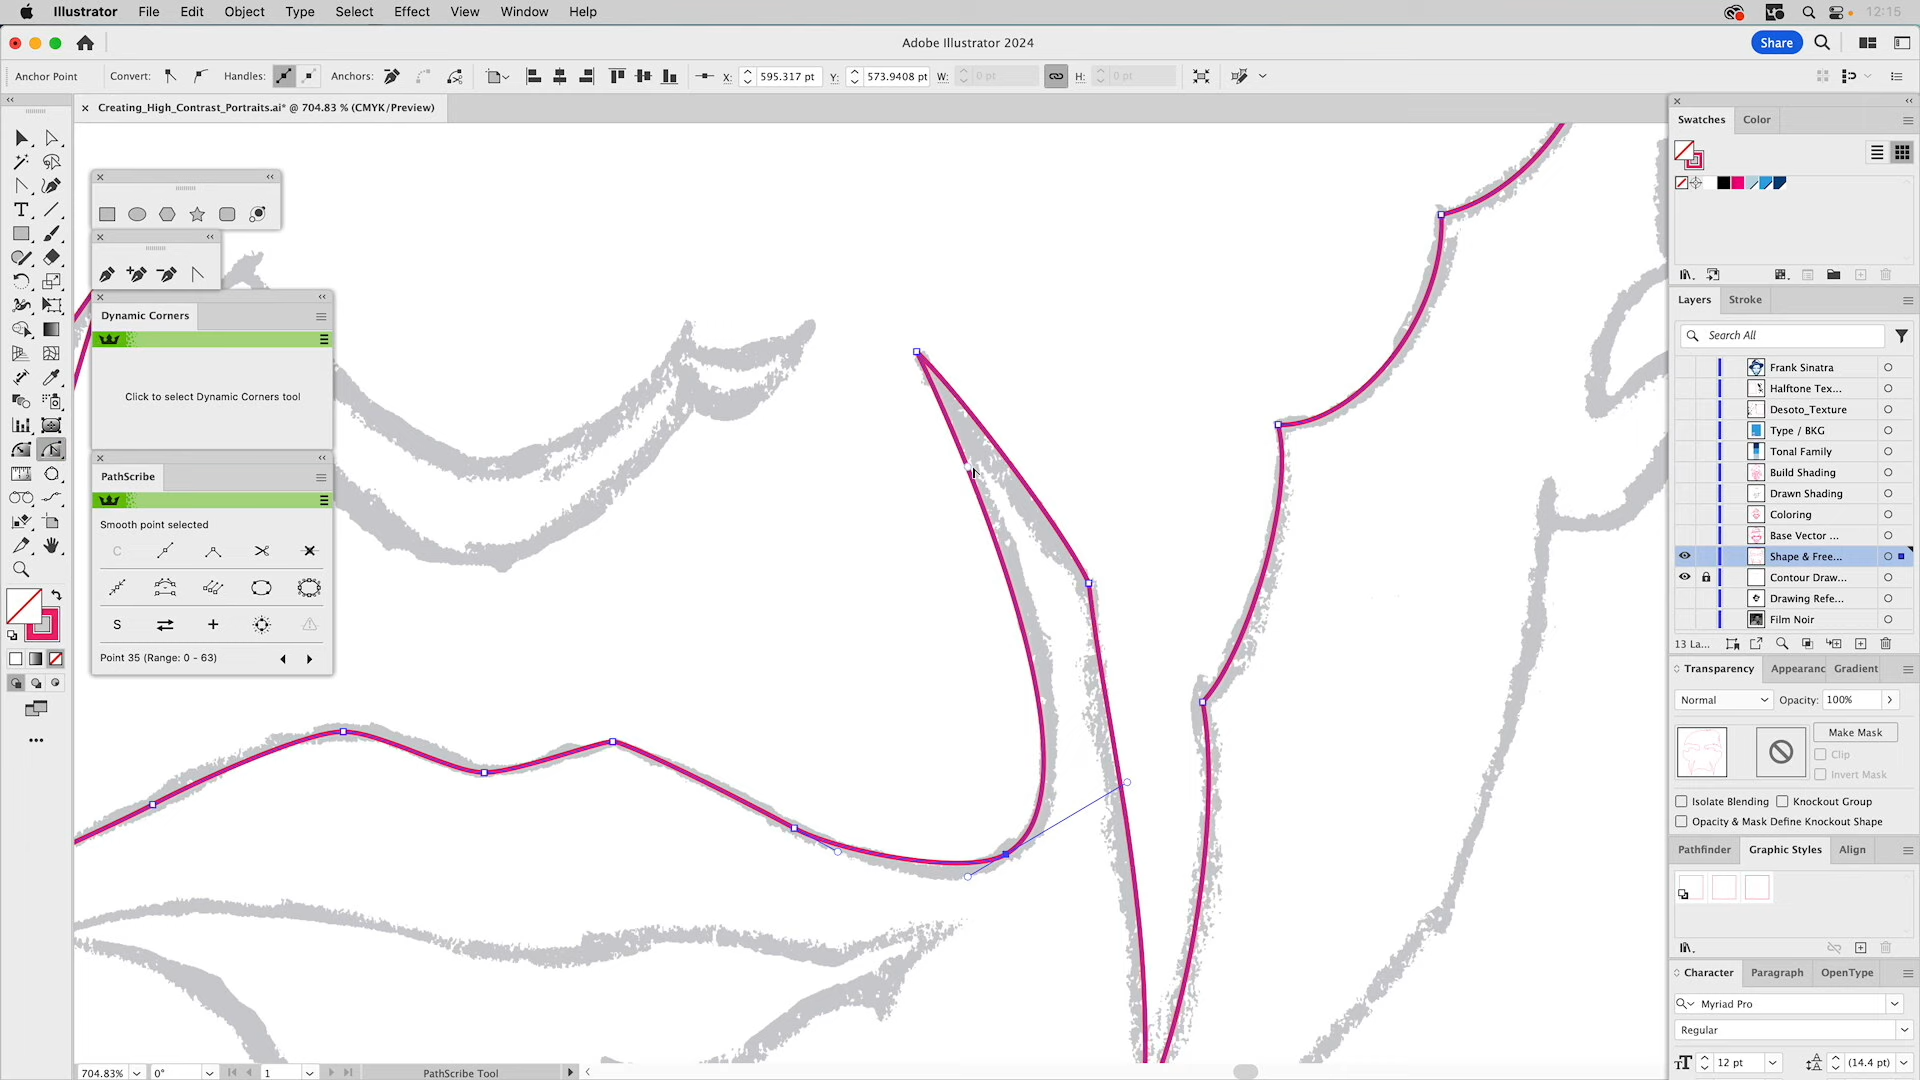 Illustrator File Edit Object Type Select Effect View Window Help 12:15
Adobe Illustrator 2024 Share
Anchor Point Convert: Handles: Anchors: X: 595.317 pt Y: 573.9408 pt W: 0 pt H: 0 pt
× Creating_High_Contrast_Portraits.ai* @ 704.83 % (CMYK/Preview)
Swatches Color
Dynamic Corners
Click to select Dynamic Corners tool
PathScribe
Smooth point selected
C
S
Point 35 (Range: 0 - 63)
Layers Stroke
Search All
Frank Sinatra
Halftone Tex...
Desoto_Texture
Type / BKG
Tonal Family
Build Shading
Drawn Shading
Coloring
Base Vector ...
Shape & Free...
Contour Draw...
Drawing Refe...
Film Noir
13 La...
Transparency Appearanc Gradient
Normal Opacity: 100%
Make Mask
Clip
Invert Mask
Isolate Blending Knockout Group
Opacity & Mask Define Knockout Shape
Pathfinder Graphic Styles Align
Character Paragraph OpenType
Myriad Pro
Regular
12 pt (14.4 pt)
704.83% 0° 1 PathScribe Tool